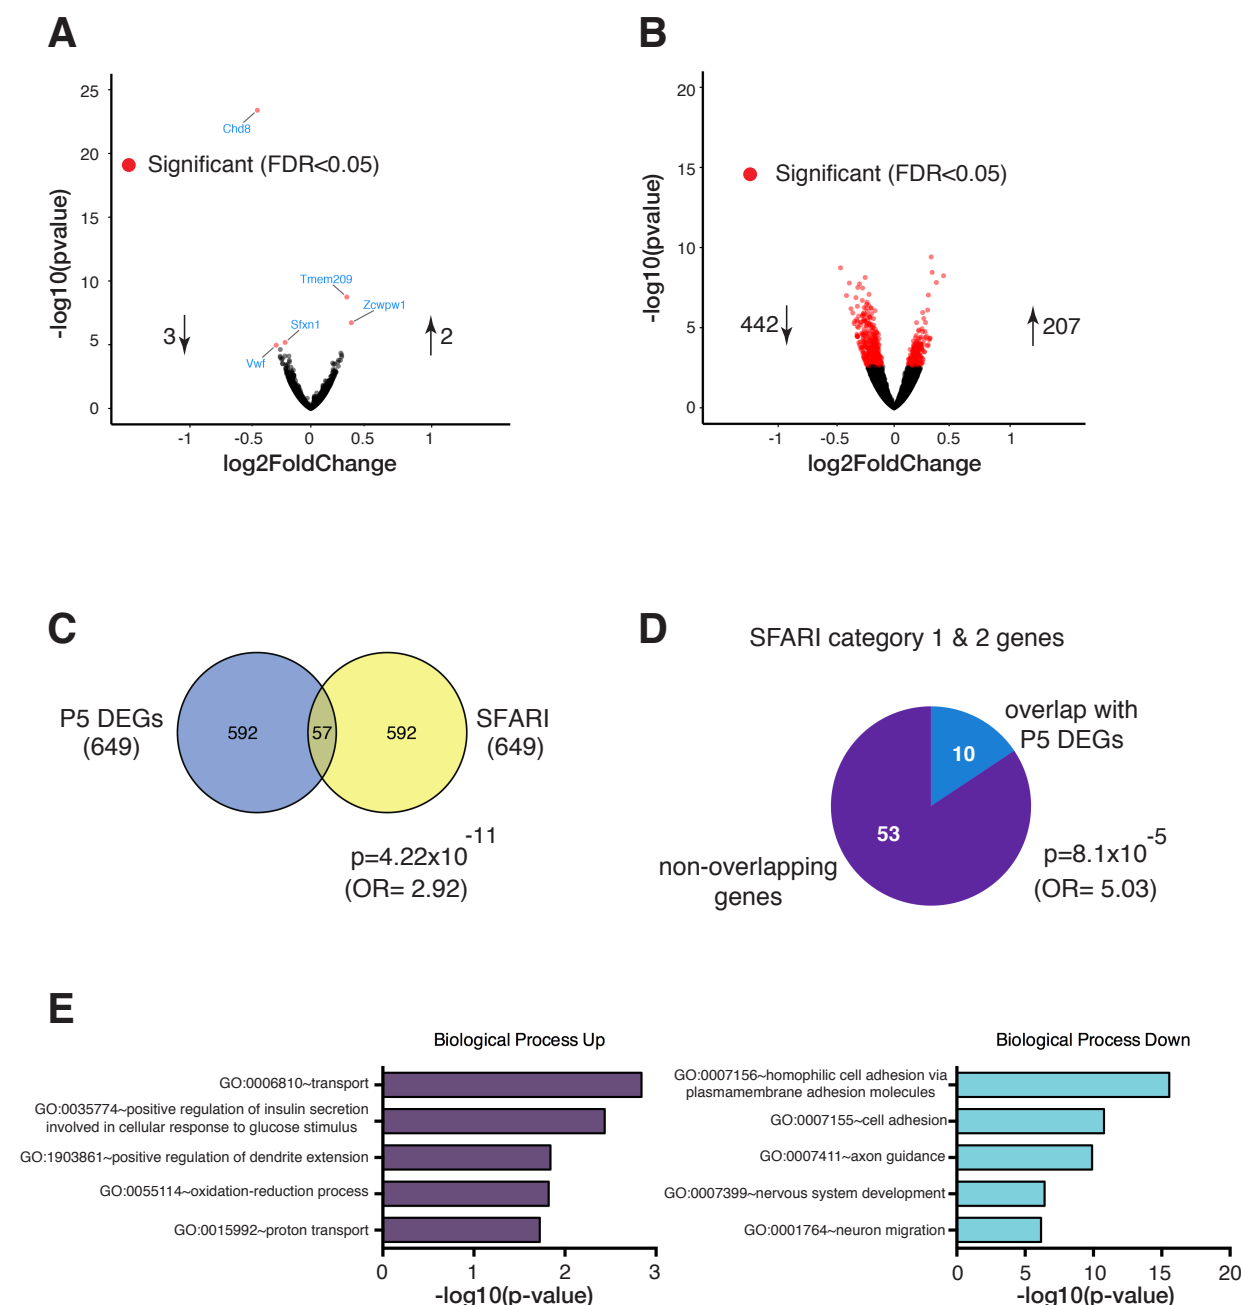 A
25
20
15
10
5
0
-log10(pvalue)
Chd8
Significant (FDR<0.05)
Tmem209
Zcwpw1
Sfxn1
Vwf
3
2
-1
-0.5
0
0.5
1
log2FoldChange
B
20
15
10
5
0
-log10(pvalue)
Significant (FDR<0.05)
442
207
-1
-0.5
0
0.5
1
log2FoldChange
C
P5 DEGs
(649)
592
57
592
SFARI
(649)
p=4.22x10-11
(OR= 2.92)
D
SFARI category 1 & 2 genes
overlap with
P5 DEGs
10
53
non-overlapping
genes
p=8.1x10-5
(OR= 5.03)
E
Biological Process Up
GO:0006810~transport
GO:0035774~positive regulation of insulin secretion
involved in cellular response to glucose stimulus
GO:1903861~positive regulation of dendrite extension
GO:0055114~oxidation-reduction process
GO:0015992~proton transport
0
1
2
3
-log10(p-value)
Biological Process Down
GO:0007156~homophilic cell adhesion via
plasmamembrane adhesion molecules
GO:0007155~cell adhesion
GO:0007411~axon guidance
GO:0007399~nervous system development
GO:0001764~neuron migration
0
5
10
15
20
-log10(p-value)